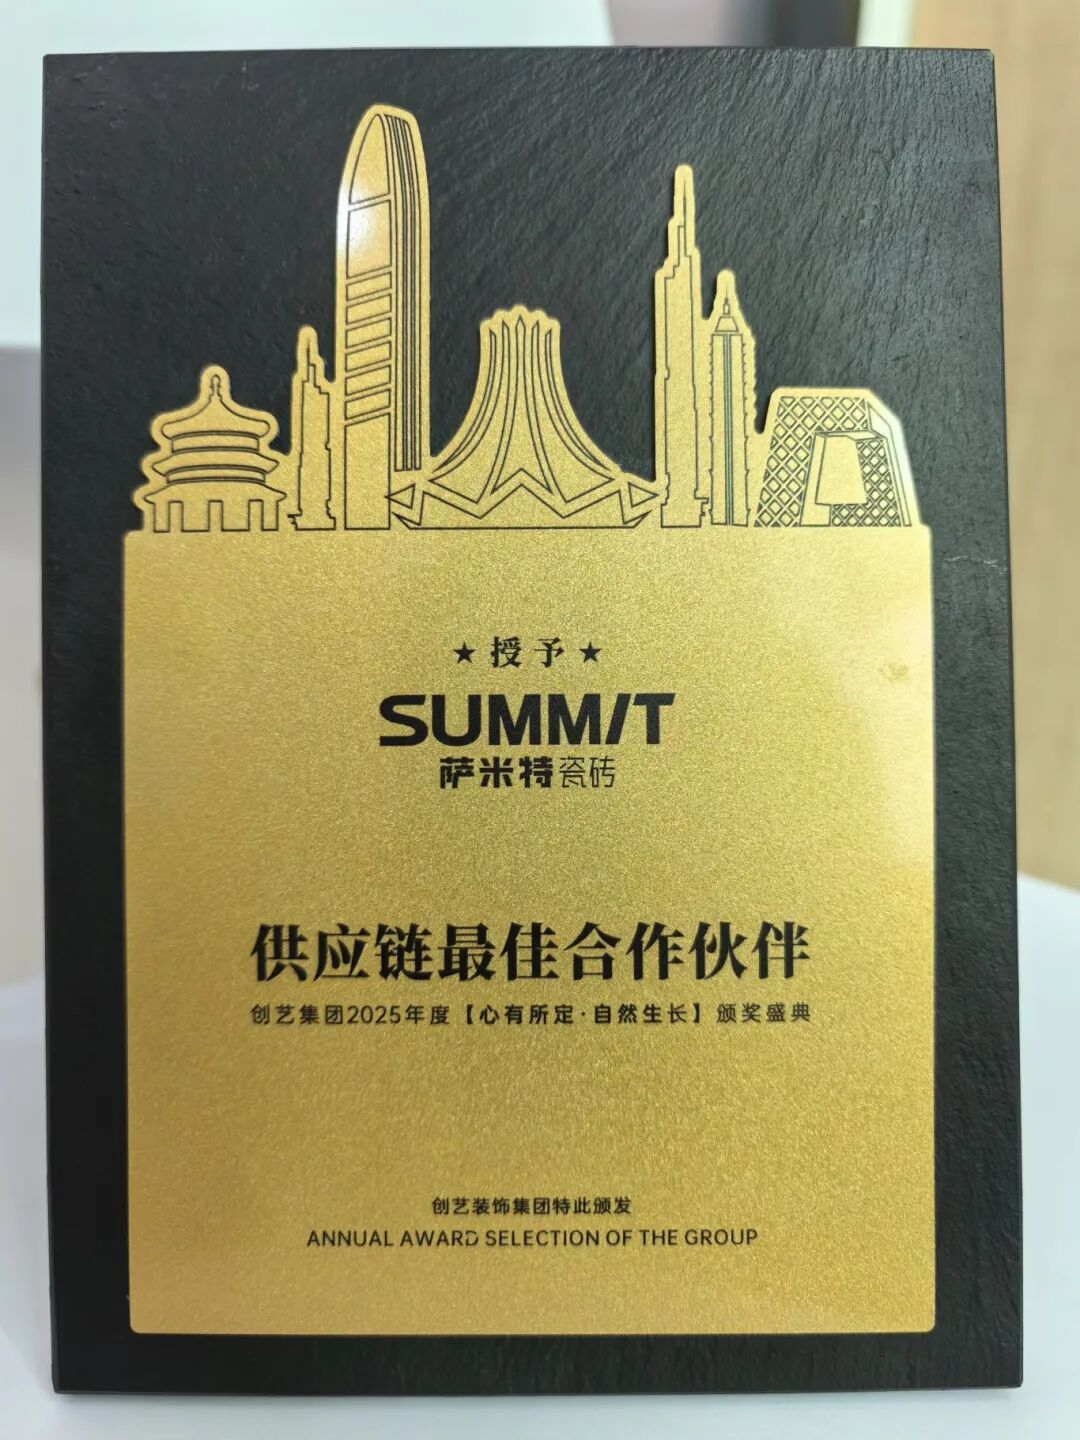 ★ 授予 ★
SUMMIT
萨米特瓷砖
供应链最佳合作伙伴
创艺集团2025年度【心有所定·自然生长】颁奖盛典
创艺装饰集团特此颁发
ANNUAL AWARD SELECTION OF THE GROUP